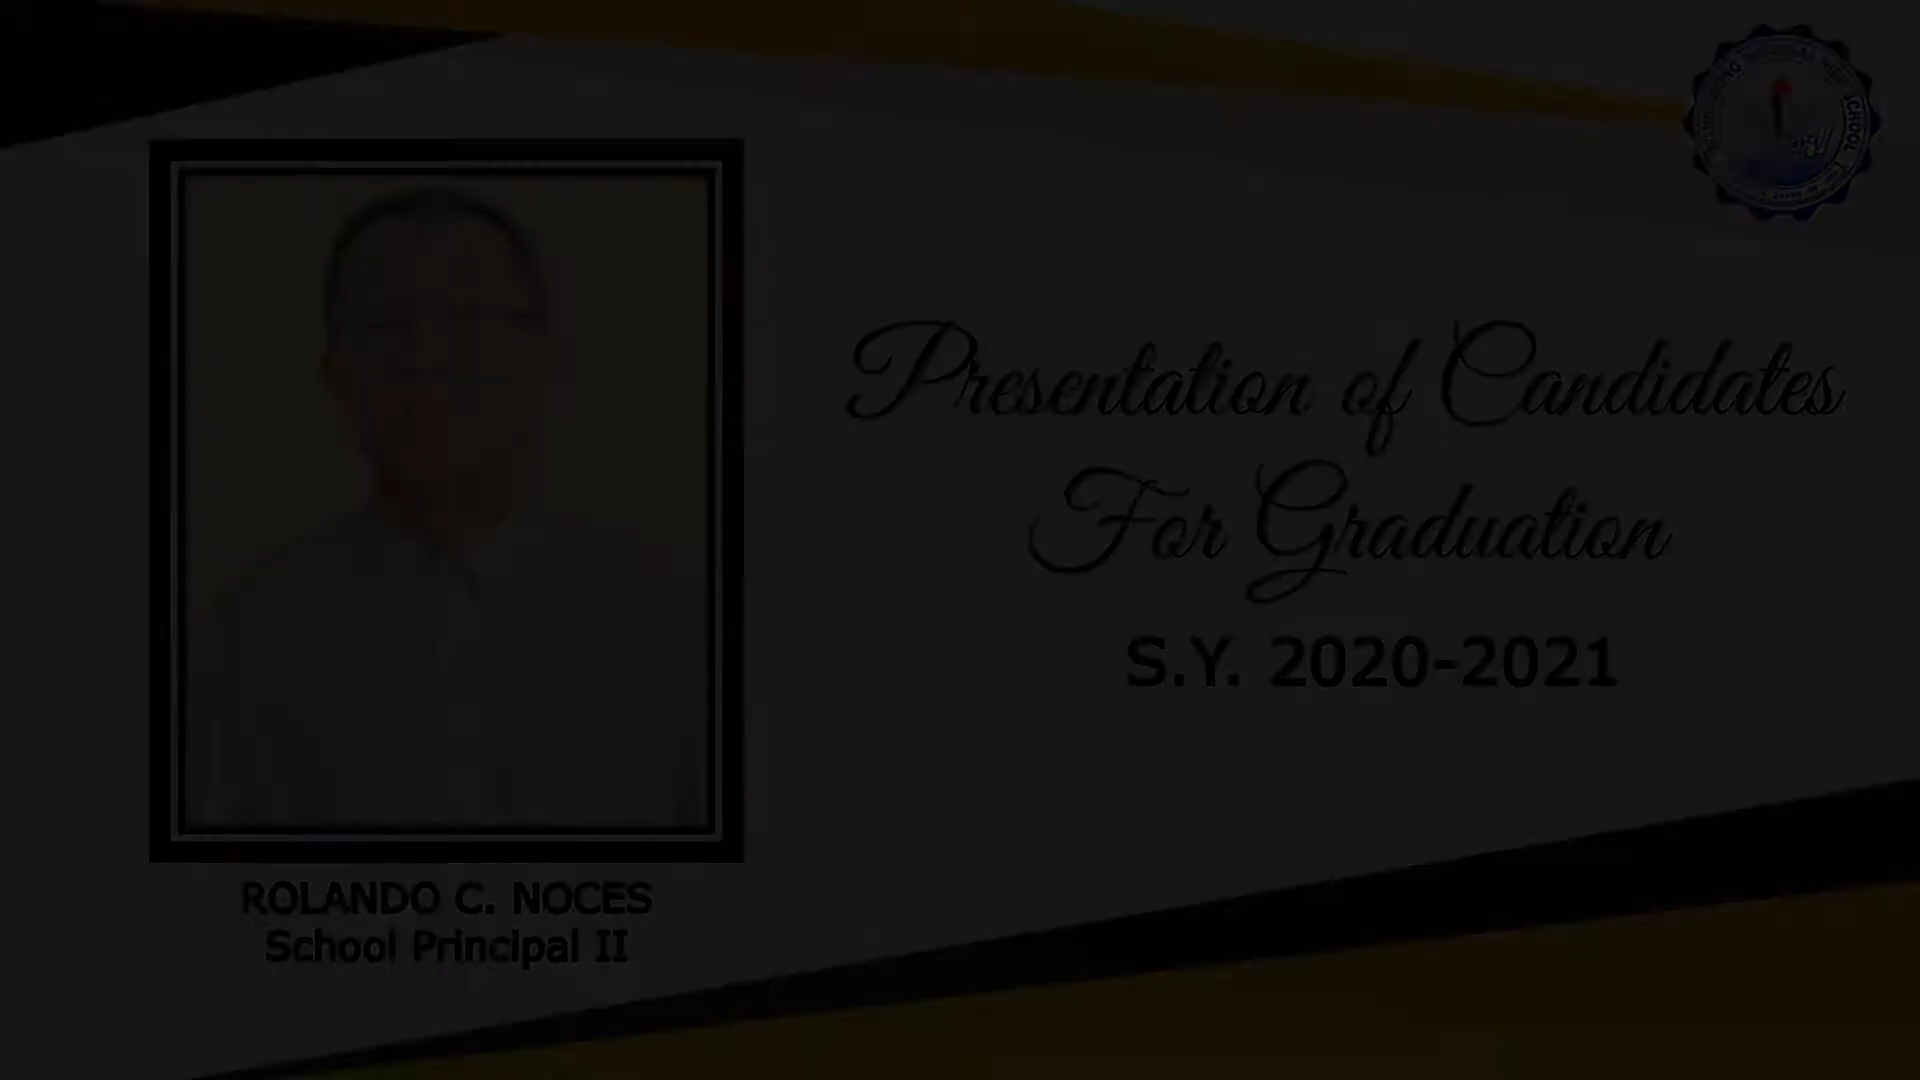 Presentation of Candidates
For Graduation
S.Y. 2020-2021
ROLANDO C. NOCES
School Principal II